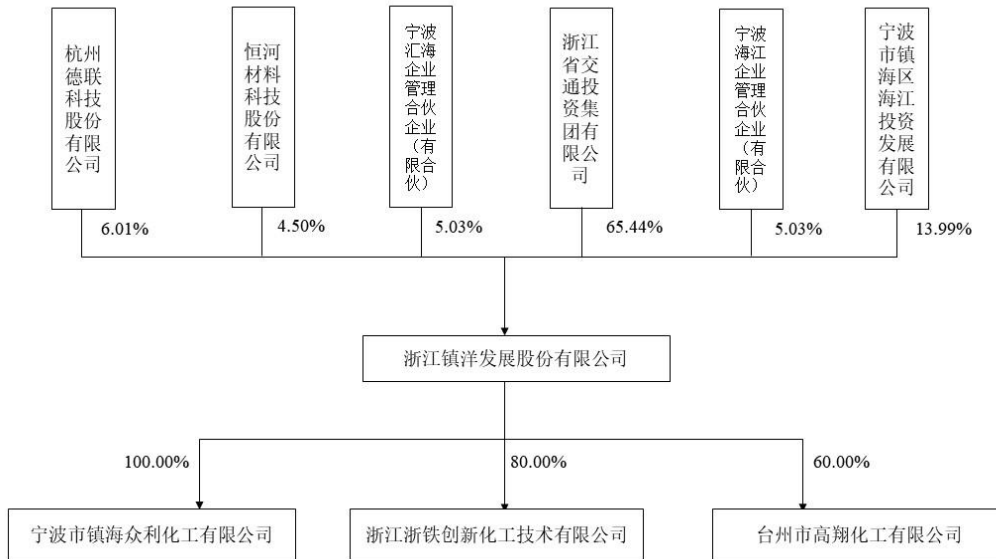 杭州
德联
科技
股份
有限
公司
恒河
材料
科技
股份
有限
公司
宁波
汇海
企业
管理
合伙
企业
（有
限合
伙）
浙江
省交
通投
资集
团有
限公
司
宁波
海江
企业
管理
合伙
企业
（有
限合
伙）
宁波
市镇
海区
海江
投资
发展
有限
公司
6.01%
4.50%
5.03%
65.44%
5.03%
13.99%
浙江镇洋发展股份有限公司
100.00%
80.00%
60.00%
宁波市镇海众利化工有限公司
浙江浙铁创新化工技术有限公司
台州市高翔化工有限公司